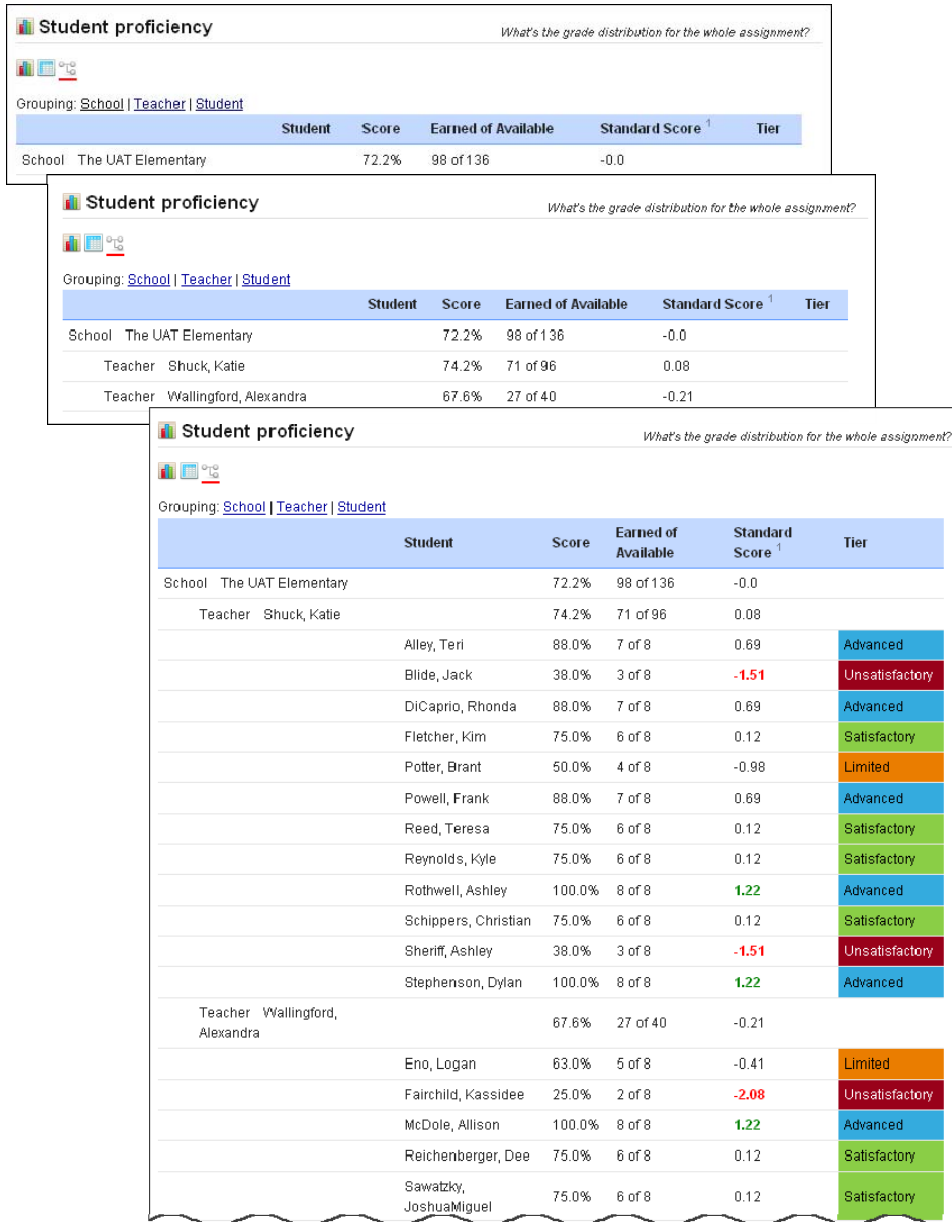 Student proficiency What's the grade distribution for the whole assignment?
Grouping: School | Teacher | Student
Student Score Earned of Available Standard Score 1 Tier
School The UAT Elementary 72.2% 98 of 136 -0.0
Student proficiency What's the grade distribution for the whole assignment?
Grouping: School | Teacher | Student
Student Score Earned of Available Standard Score 1 Tier
School The UAT Elementary 72.2% 98 of 136 -0.0
Teacher Shuck, Katie 74.2% 71 of 96 0.08
Teacher Wallingford, Alexandra 67.6% 27 of 40 -0.21
Student proficiency What's the grade distribution for the whole assignment?
Grouping: School | Teacher | Student
Student Score Earned of Available Standard Score 1 Tier
School The UAT Elementary 72.2% 98 of 136 -0.0
Teacher Shuck, Katie 74.2% 71 of 96 0.08
Alley, Teri 88.0% 7 of 8 0.69 Advanced
Blide, Jack 38.0% 3 of 8 -1.51 Unsatisfactory
DiCaprio, Rhonda 88.0% 7 of 8 0.69 Advanced
Fletcher, Kim 75.0% 6 of 8 0.12 Satisfactory
Potter, Brant 50.0% 4 of 8 -0.98 Limited
Powell, Frank 88.0% 7 of 8 0.69 Advanced
Reed, Teresa 75.0% 6 of 8 0.12 Satisfactory
Reynolds, Kyle 75.0% 6 of 8 0.12 Satisfactory
Rothwell, Ashley 100.0% 8 of 8 1.22 Advanced
Schippers, Christian 75.0% 6 of 8 0.12 Satisfactory
Sheriff, Ashley 38.0% 3 of 8 -1.51 Unsatisfactory
Stephenson, Dylan 100.0% 8 of 8 1.22 Advanced
Teacher Wallingford, Alexandra 67.6% 27 of 40 -0.21
Eno, Logan 63.0% 5 of 8 -0.41 Limited
Fairchild, Kassidee 25.0% 2 of 8 -2.08 Unsatisfactory
McDole, Allison 100.0% 8 of 8 1.22 Advanced
Reichenberger, Dee 75.0% 6 of 8 0.12 Satisfactory
Sawatzky, JoshuaMiguel 75.0% 6 of 8 0.12 Satisfactory